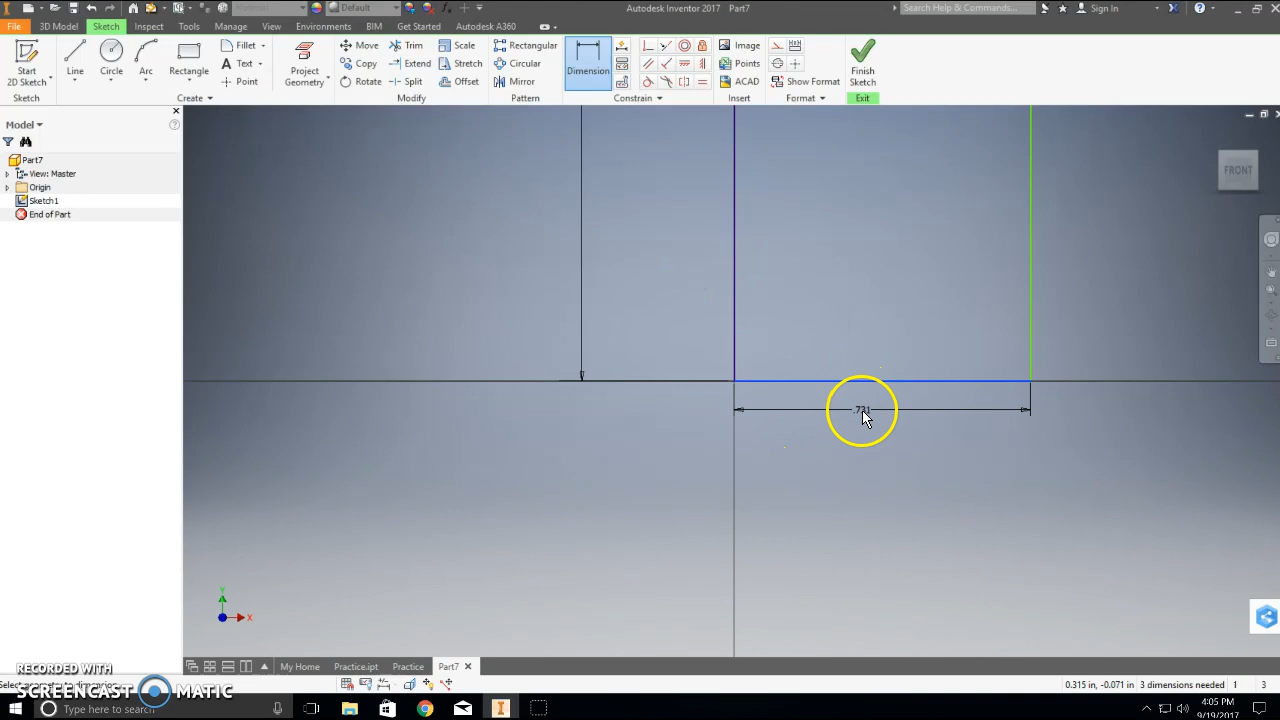 Material
Default
Autodesk Inventor 2017 Part7
Search Help & Commands...
Sign In
File 3D Model Sketch Inspect Tools Manage View Environments BIM Get Started Autodesk A360
Start
2D Sketch
Line Circle Arc Rectangle
Fillet
Text
Point
Project
Geometry
Move Trim Scale
Copy Extend Stretch
Rotate Split Offset
Rectangular
Circular
Mirror
Dimension
Image
Points
ACAD
Show Format
Finish
Sketch
Sketch Create Modify Pattern Constrain Insert Format Exit
Model
Part7
View: Master
Origin
Sketch1
End of Part
FRONT
Y
X
RECORDED WITH
SCREENCAST MATIC
My Home Practice.ipt Practice Part7
0.315 in, -0.071 in 3 dimensions needed 1 3
Type here to search
4:05 PM
9/19/2017